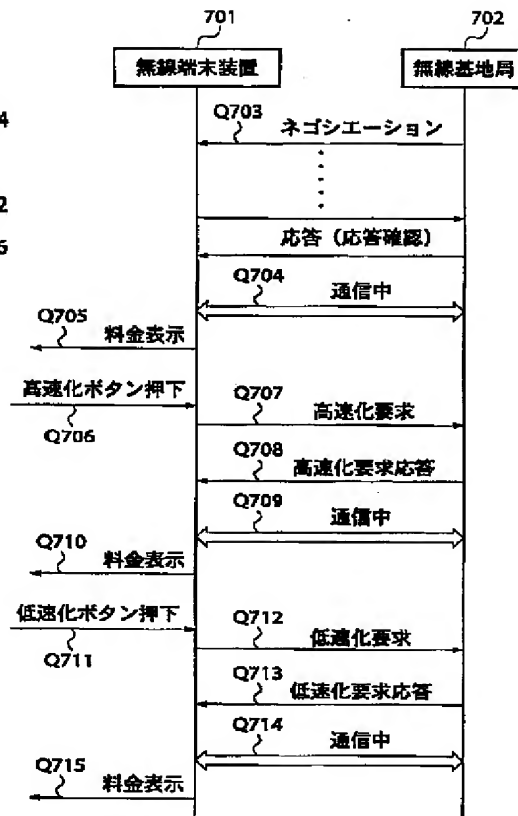 701
702
無線端末装置
無線基地局
4
Q703
ネゴシエーション
2
応答（応答確認）
Q704
通信中
Q705
料金表示
高速化ボタン押下
Q706
Q707
高速化要求
Q708
高速化要求応答
Q709
通信中
Q710
料金表示
低速化ボタン押下
Q711
Q712
低速化要求
Q713
低速化要求応答
Q714
通信中
Q715
料金表示